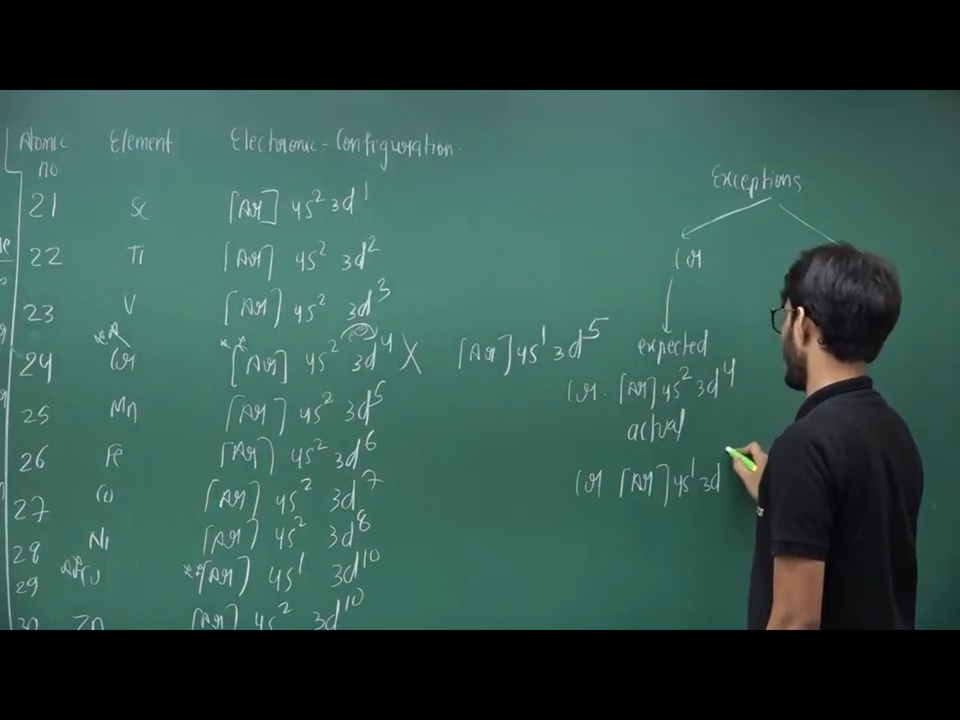 Atomic no Element Electronic-Configuration.
21 Sc [Ar] 4s² 3d¹
22 Ti [Ar] 4s² 3d²
23 V [Ar] 4s² 3d³
24 Cr [Ar] 4s² 3d⁴ X [Ar] 4s¹ 3d⁵
25 Mn [Ar] 4s² 3d⁵
26 Fe [Ar] 4s² 3d⁶
27 Co [Ar] 4s² 3d⁷
28 Ni [Ar] 4s² 3d⁸
29 Cu [Ar] 4s¹ 3d¹⁰
30 Zn [Ar] 4s² 3d¹⁰
Exceptions
Cr
expected
Cr. [Ar] 4s² 3d⁴
actual
Cr [Ar] 4s¹ 3d